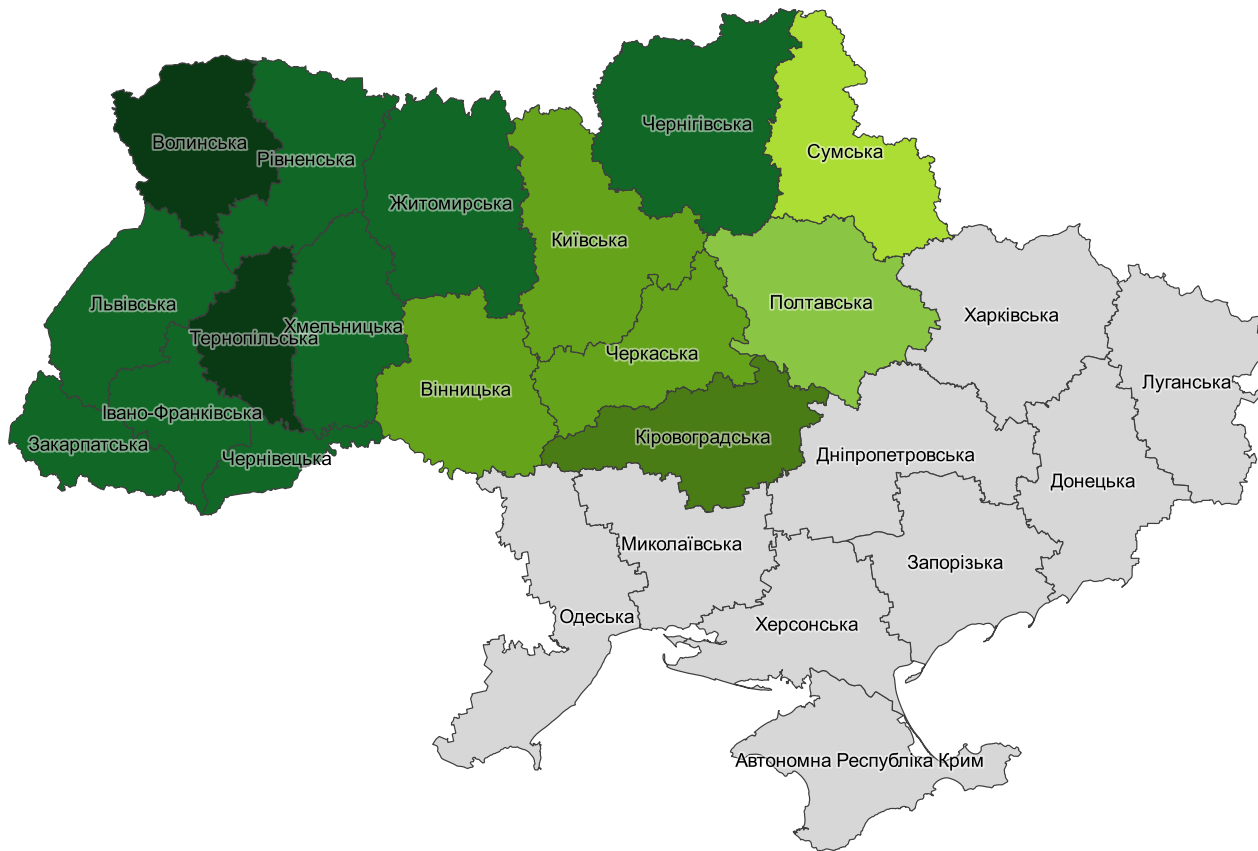 Чернігівська
Волинська
Сумська
Рівненська
Житомирська
Київська
Львівська
Полтавська
Харківська
Хмельницька
Тернопільська
Черкаська
Луганська
Вінницька
Івано-Франківська
Кіровоградська
Закарпатська
Чернівецька
Дніпропетровська
Донецька
Миколаївська
Запорізька
Одеська
Херсонська
Автономна Республіка Крим